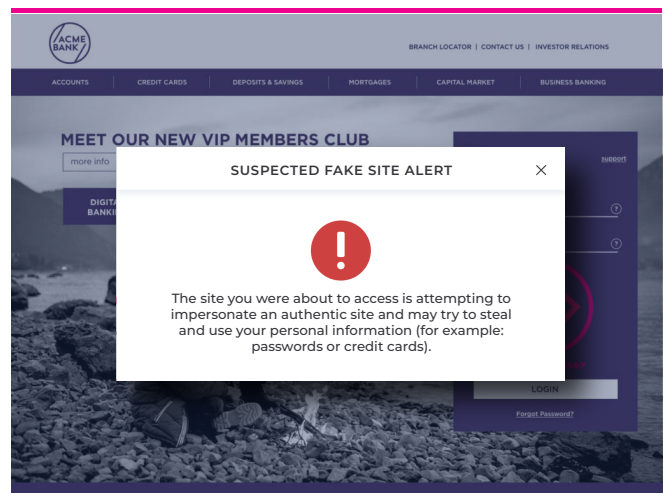 ACME
BANK
BRANCH LOCATOR | CONTACT US | INVESTOR RELATIONS
ACCOUNTS
CREDIT CARDS
DEPOSITS & SAVINGS
MORTGAGES
CAPITAL MARKET
BUSINESS BANKING
MEET OUR NEW VIP MEMBERS CLUB
more info
support
SUSPECTED FAKE SITE ALERT
?
?
!
The site you were about to access is attempting to
impersonate an authentic site and may try to steal
and use your personal information (for example:
passwords or credit cards).
LOGIN
Forgot Password?